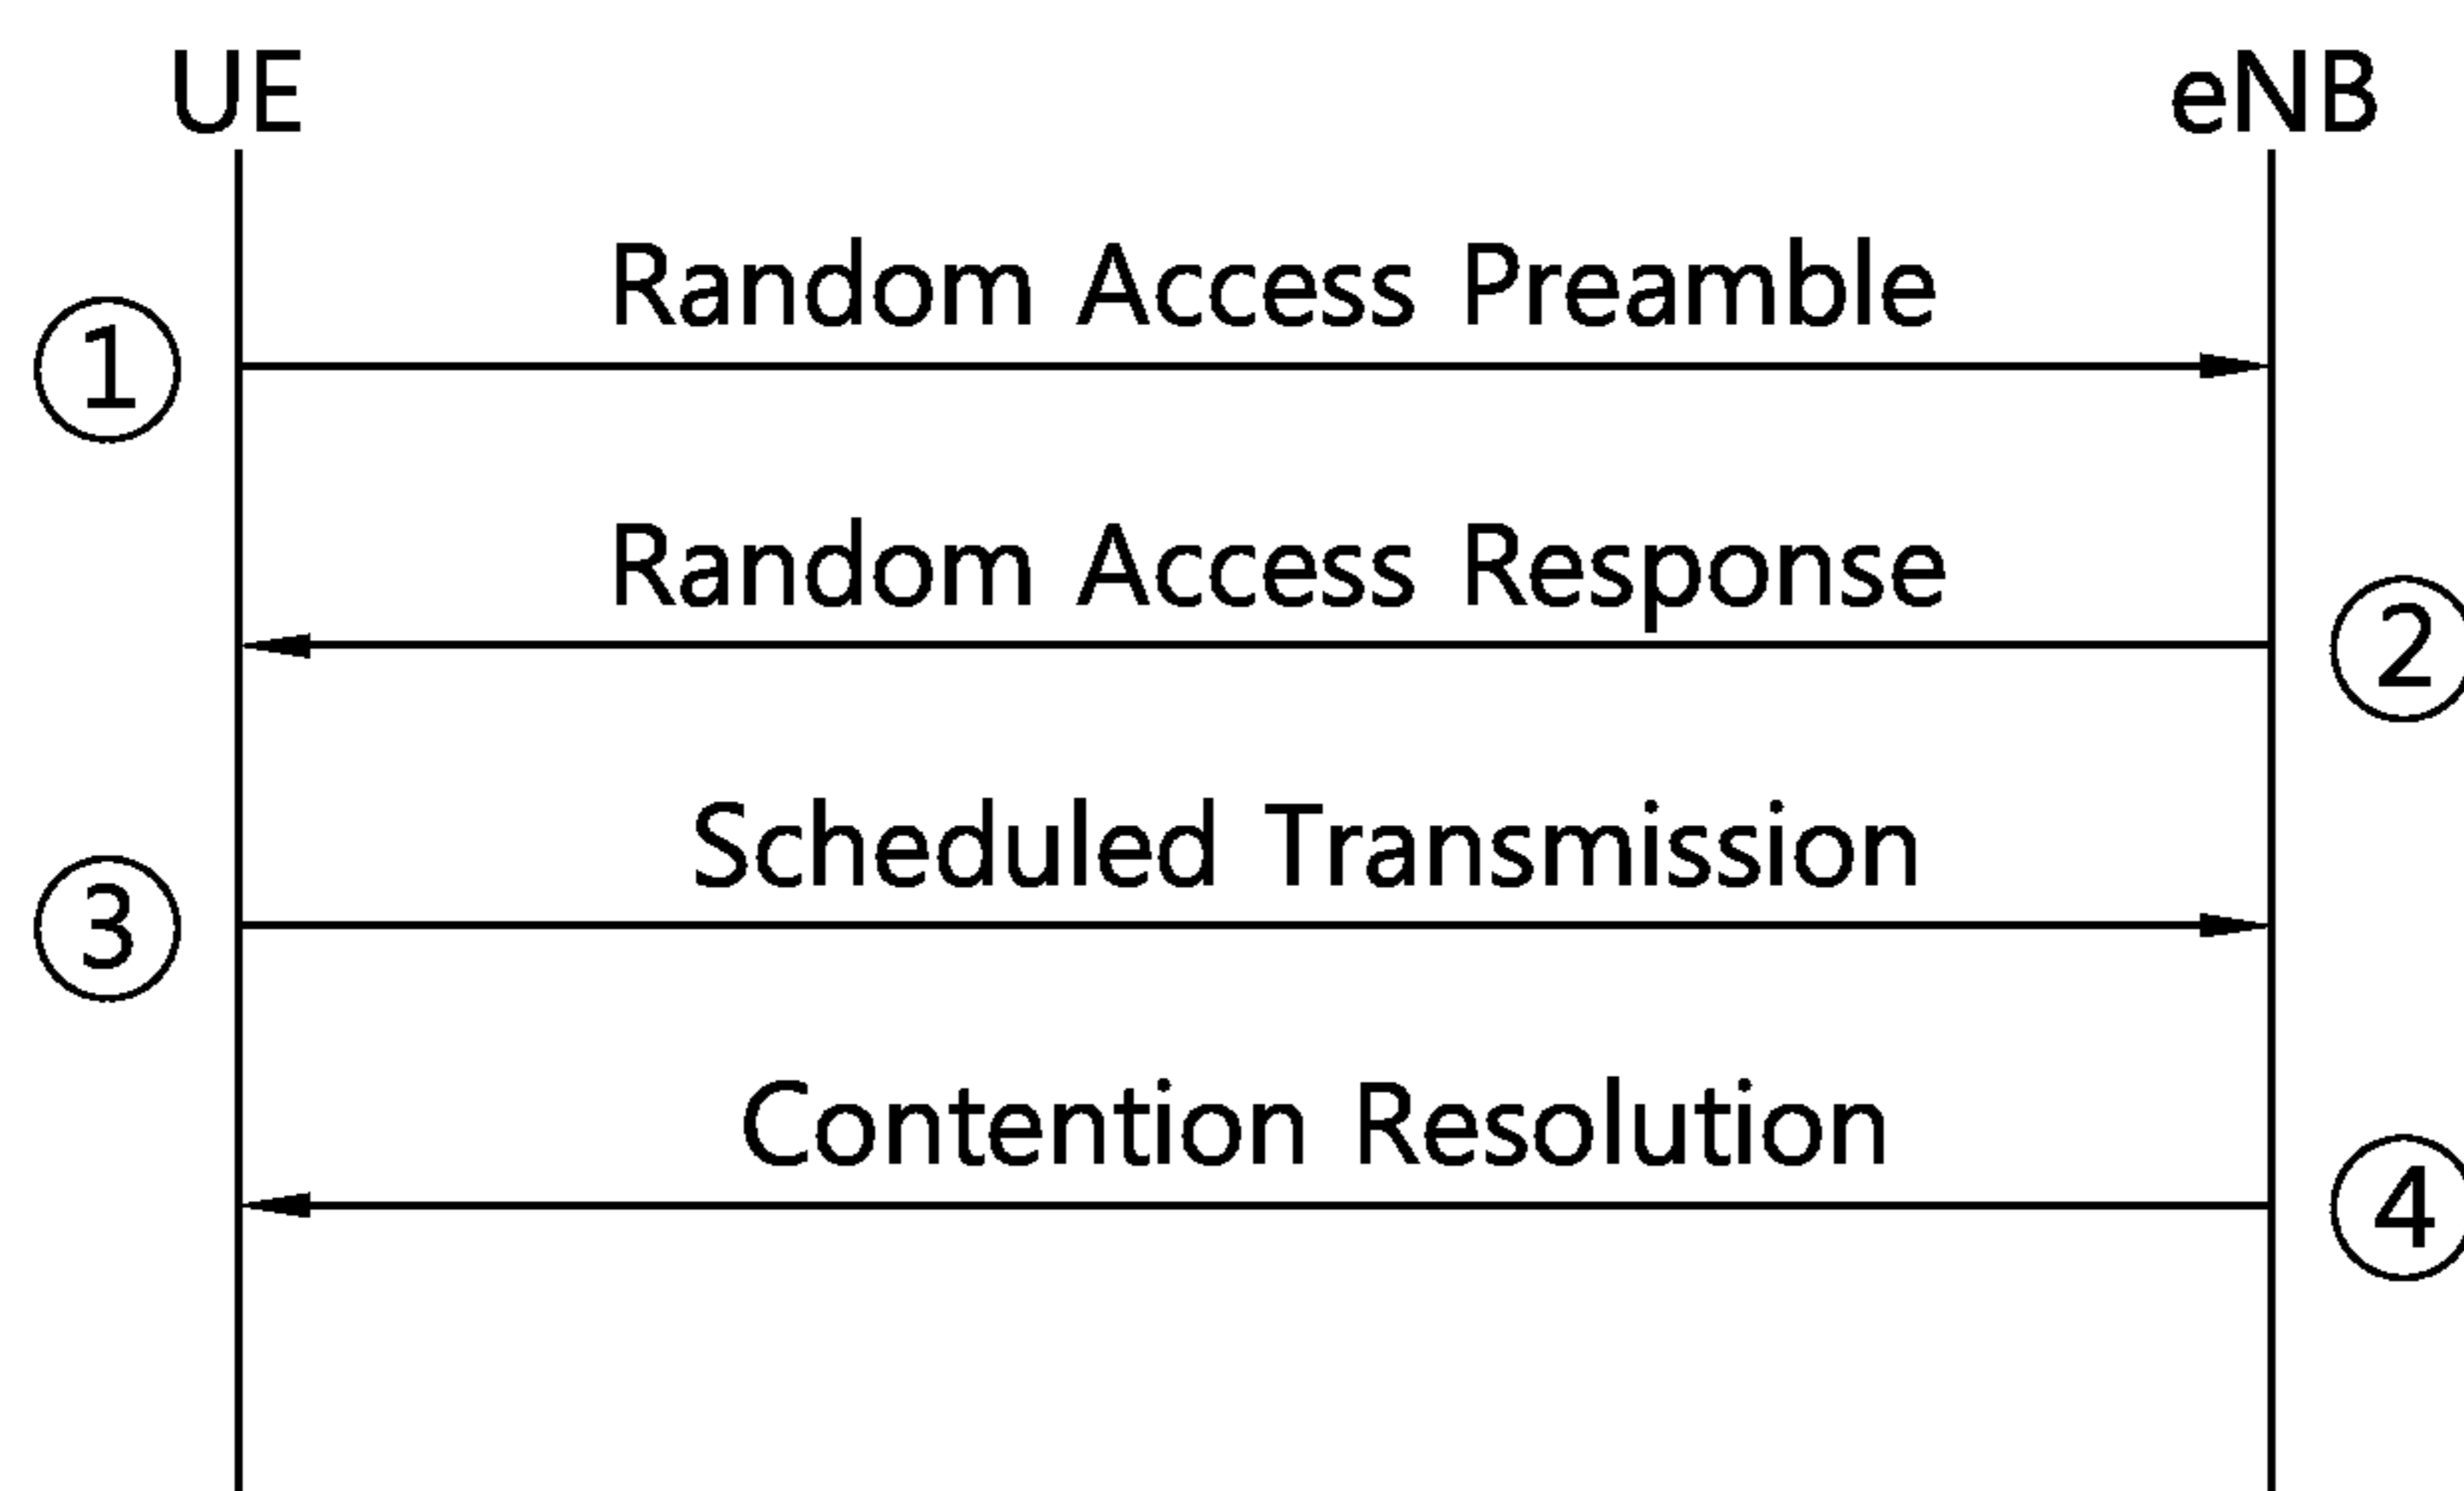 UE eNB
Random Access Preamble
①
Random Access Response
②
Scheduled Transmission
③
Contention Resolution
④